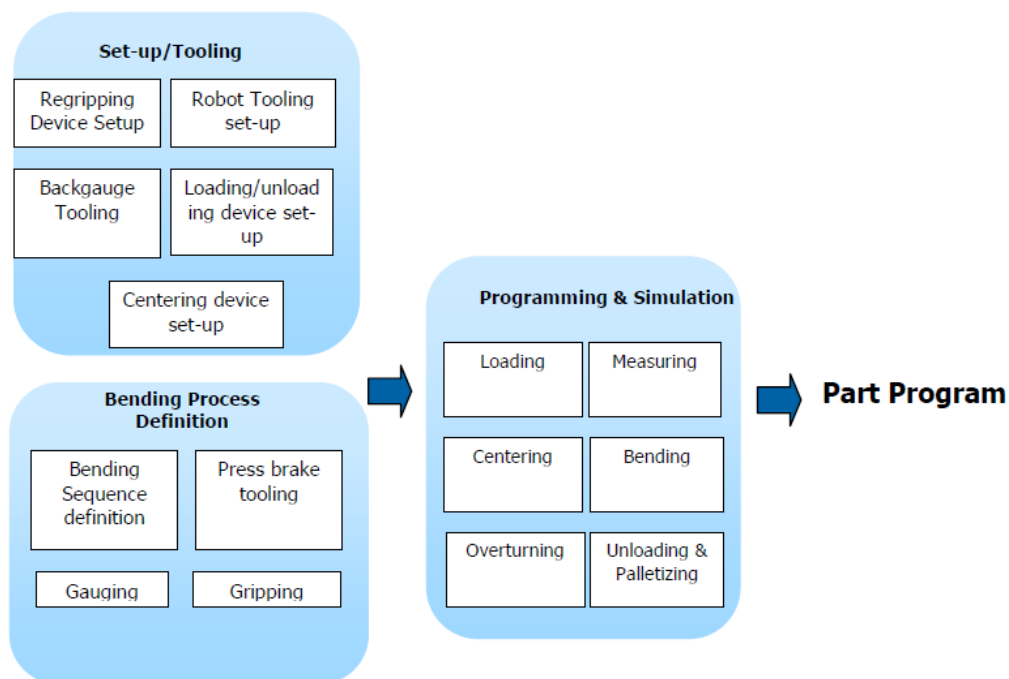 Set-up/Tooling
Regripping
Device Setup
Robot Tooling
set-up
Backgauge
Tooling
Loading/unload
ing device set-
up
Centering device
set-up
Bending Process
Definition
Bending
Sequence
definition
Press brake
tooling
Gauging
Gripping
Programming & Simulation
Loading
Measuring
Centering
Bending
Overturning
Unloading &
Palletizing
Part Program